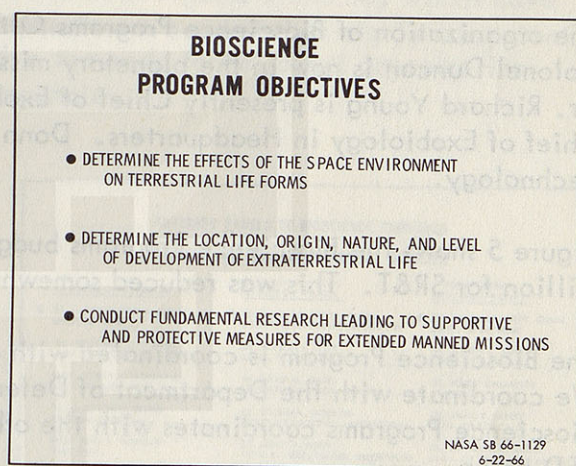 BIOSCIENCE
PROGRAM OBJECTIVES
● DETERMINE THE EFFECTS OF THE SPACE ENVIRONMENT
ON TERRESTRIAL LIFE FORMS
● DETERMINE THE LOCATION, ORIGIN, NATURE, AND LEVEL
OF DEVELOPMENT OF EXTRATERRESTRIAL LIFE
● CONDUCT FUNDAMENTAL RESEARCH LEADING TO SUPPORTIVE
AND PROTECTIVE MEASURES FOR EXTENDED MANNED MISSIONS
NASA SB 66-1129
6-22-66